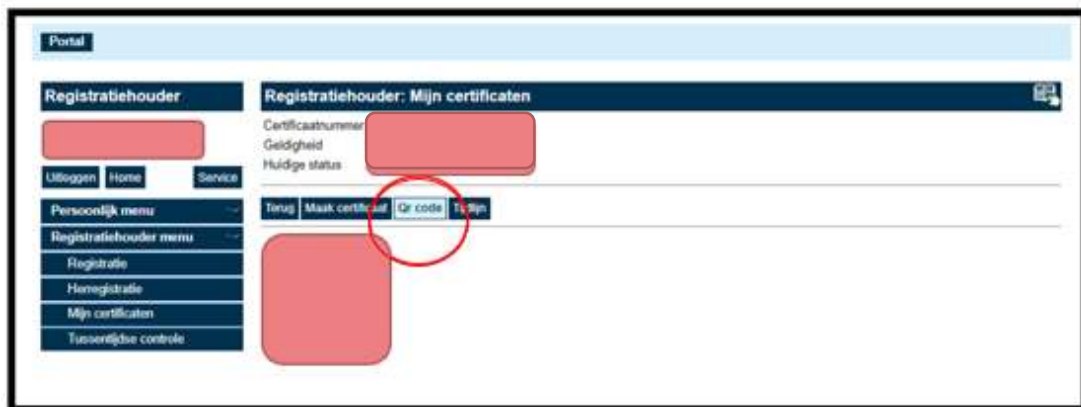 Portal
Registratiehouder
Registratiehouder: Mijn certificaten
Certificaatnummer
Geldigheid
Huidige status
Uitloggen Home Service
Terug Maak certificaat Qr code Tijdlijn
Persoonlijk menu
Registratiehouder menu
Registratie
Herregistratie
Mijn certificaten
Tussentijdse controle